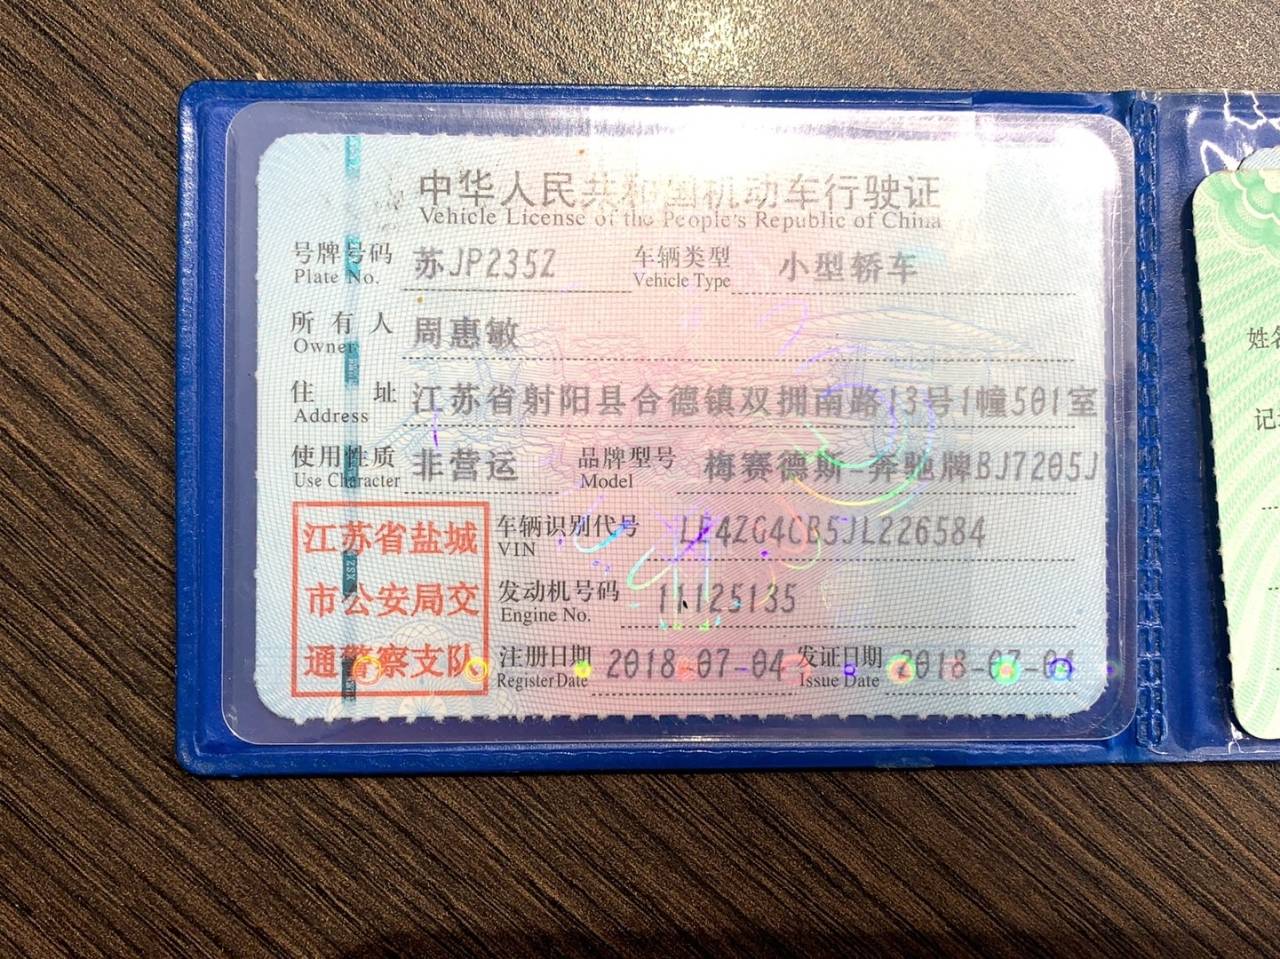 中华人民共和国机动车行驶证
Vehicle License of the People's Republic of China
号牌号码 Plate No. 苏JP235Z 车辆类型 Vehicle Type 小型轿车
所有人 Owner 周惠敏
住址 Address 江苏省射阳县合德镇双拥南路13号1幢501室
使用性质 Use Character 非营运 品牌型号 Model 梅赛德斯-奔驰牌BJ7205J
江苏省盐城
市公安局交
通警察支队
车辆识别代号 VIN LE4ZG4CB5JL226584
发动机号码 Engine No. 11125135
注册日期 Register Date 2018-07-04 发证日期 Issue Date 2018-07-04
姓名